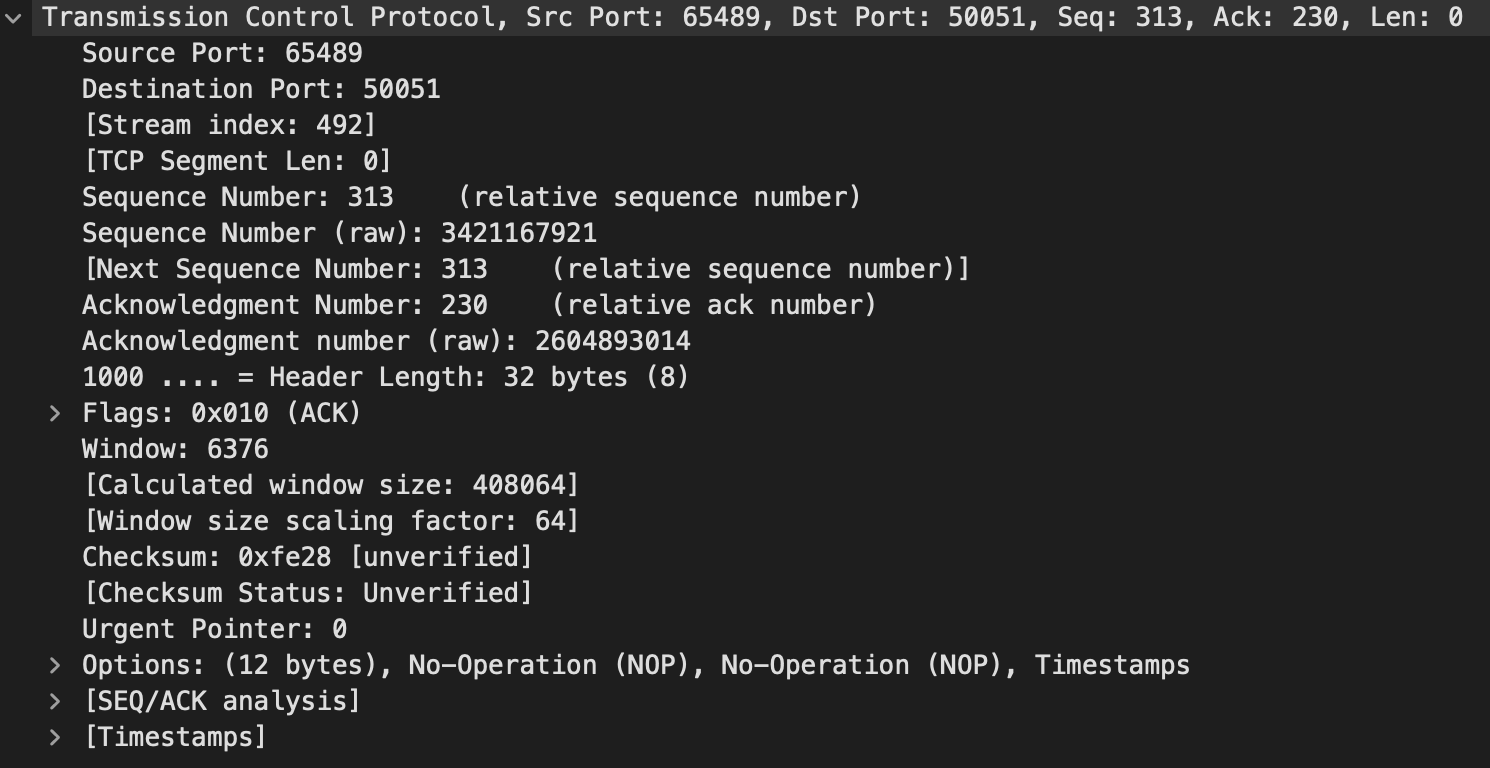 Transmission Control Protocol, Src Port: 65489, Dst Port: 50051, Seq: 313, Ack: 230, Len: 0
Source Port: 65489
Destination Port: 50051
[Stream index: 492]
[TCP Segment Len: 0]
Sequence Number: 313    (relative sequence number)
Sequence Number (raw): 3421167921
[Next Sequence Number: 313    (relative sequence number)]
Acknowledgment Number: 230    (relative ack number)
Acknowledgment number (raw): 2604893014
1000 .... = Header Length: 32 bytes (8)
Flags: 0x010 (ACK)
Window: 6376
[Calculated window size: 408064]
[Window size scaling factor: 64]
Checksum: 0xfe28 [unverified]
[Checksum Status: Unverified]
Urgent Pointer: 0
Options: (12 bytes), No-Operation (NOP), No-Operation (NOP), Timestamps
[SEQ/ACK analysis]
[Timestamps]